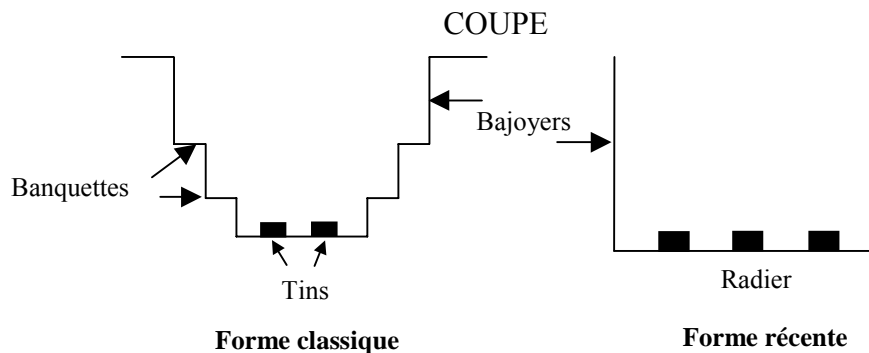 COUPE
Bajoyers
Banquettes
Tins
Radier
Forme classique
Forme récente